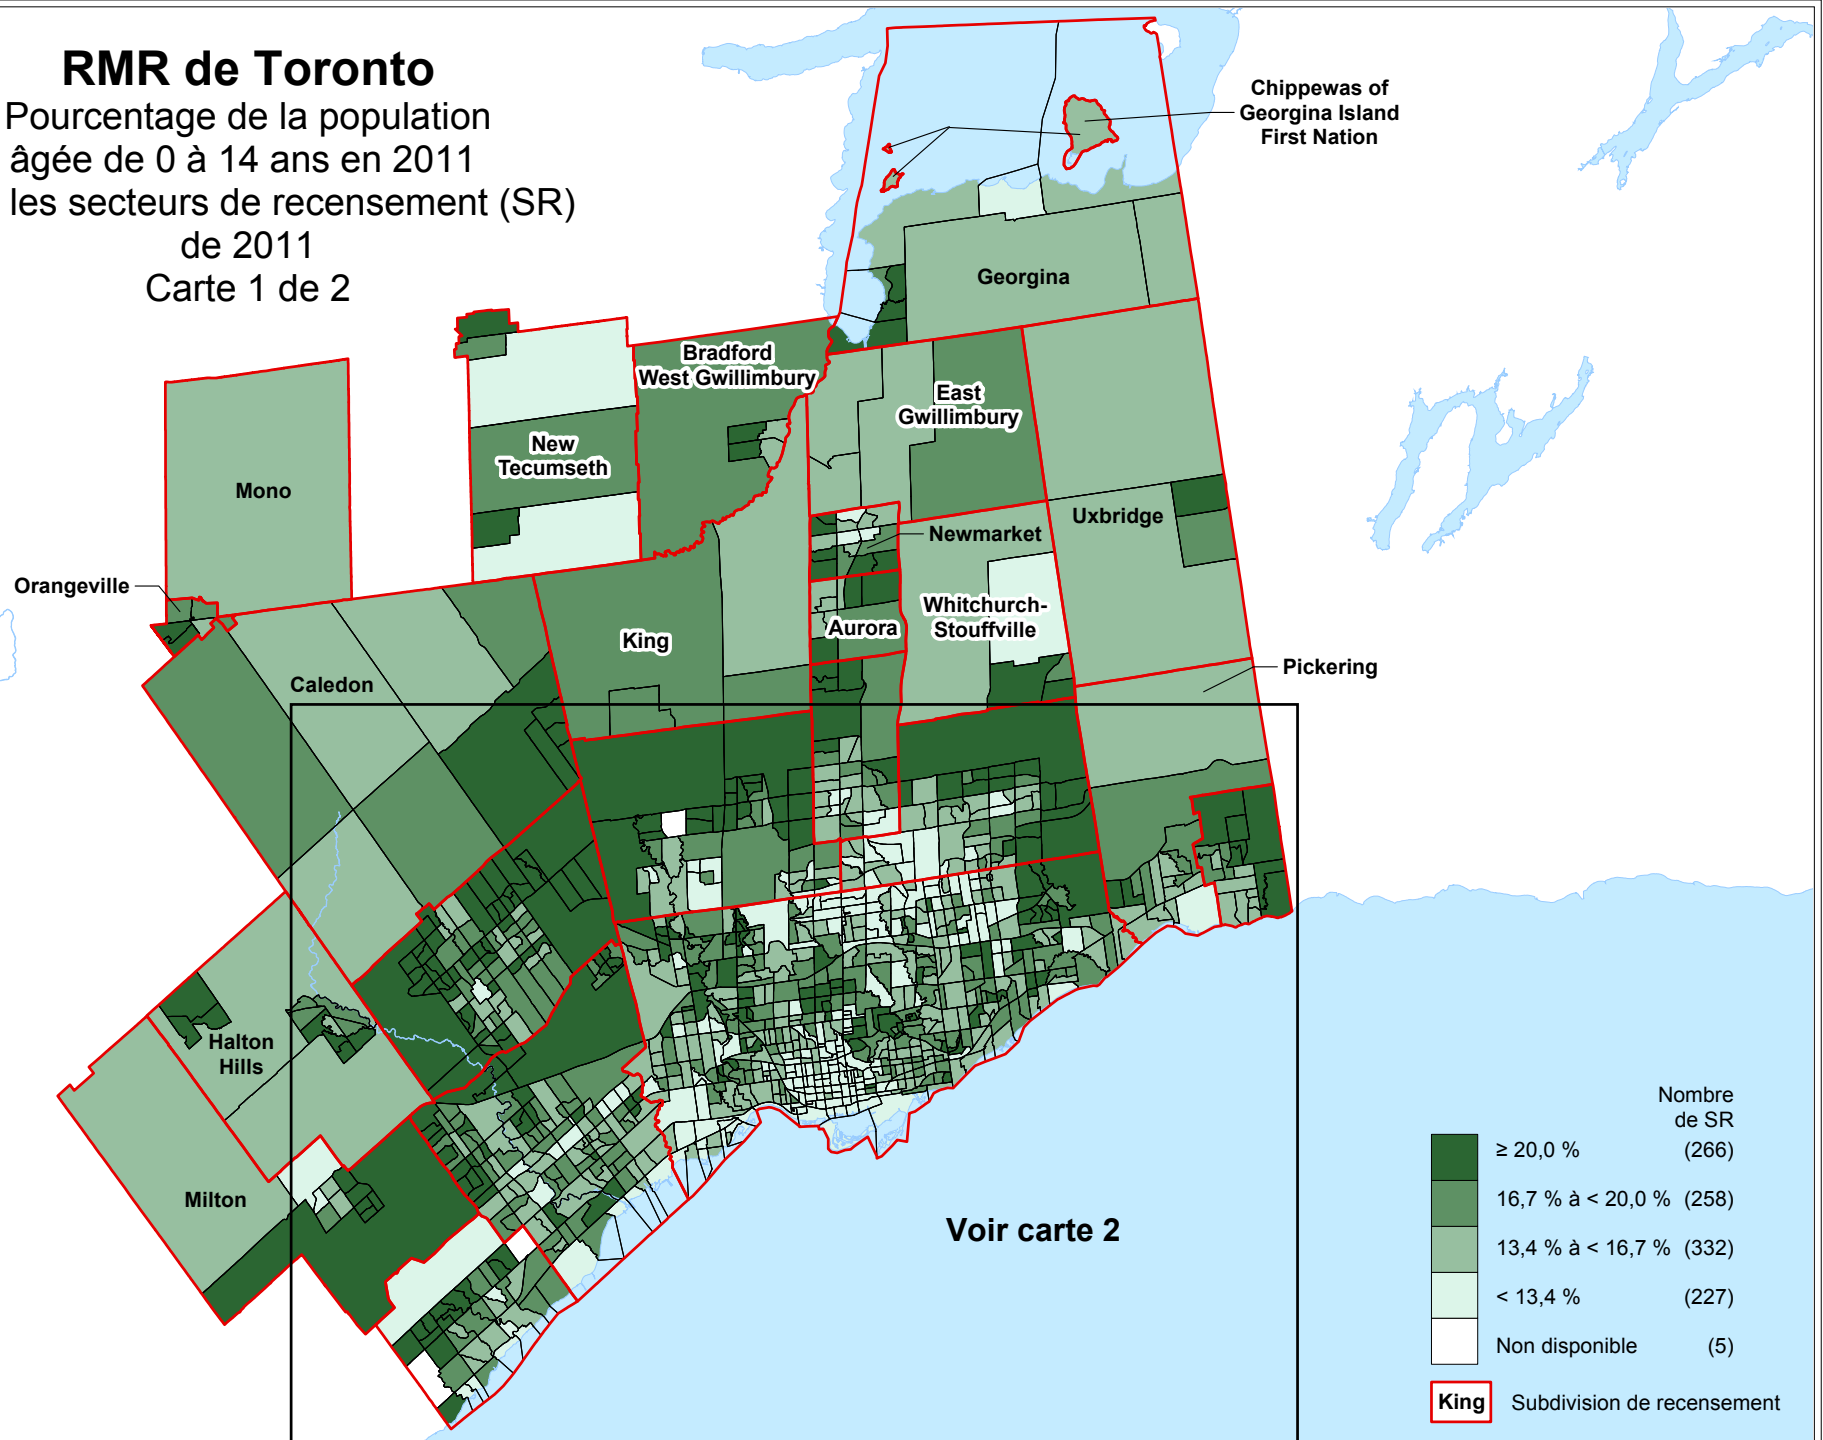 RMR de Toronto
Pourcentage de la population
âgée de 0 à 14 ans en 2011
les secteurs de recensement (SR)
de 2011
Carte 1 de 2
Chippewas of
Georgina Island
First Nation
Georgina
Bradford
West Gwillimbury
East
Gwillimbury
New
Tecumseth
Mono
Uxbridge
Newmarket
Orangeville
Whitchurch-
Stouffville
Aurora
King
Pickering
Caledon
Halton
Hills
Milton
Voir carte 2
Nombre
de SR
≥ 20,0 % (266)
16,7 % à < 20,0 % (258)
13,4 % à < 16,7 % (332)
< 13,4 % (227)
Non disponible (5)
King Subdivision de recensement